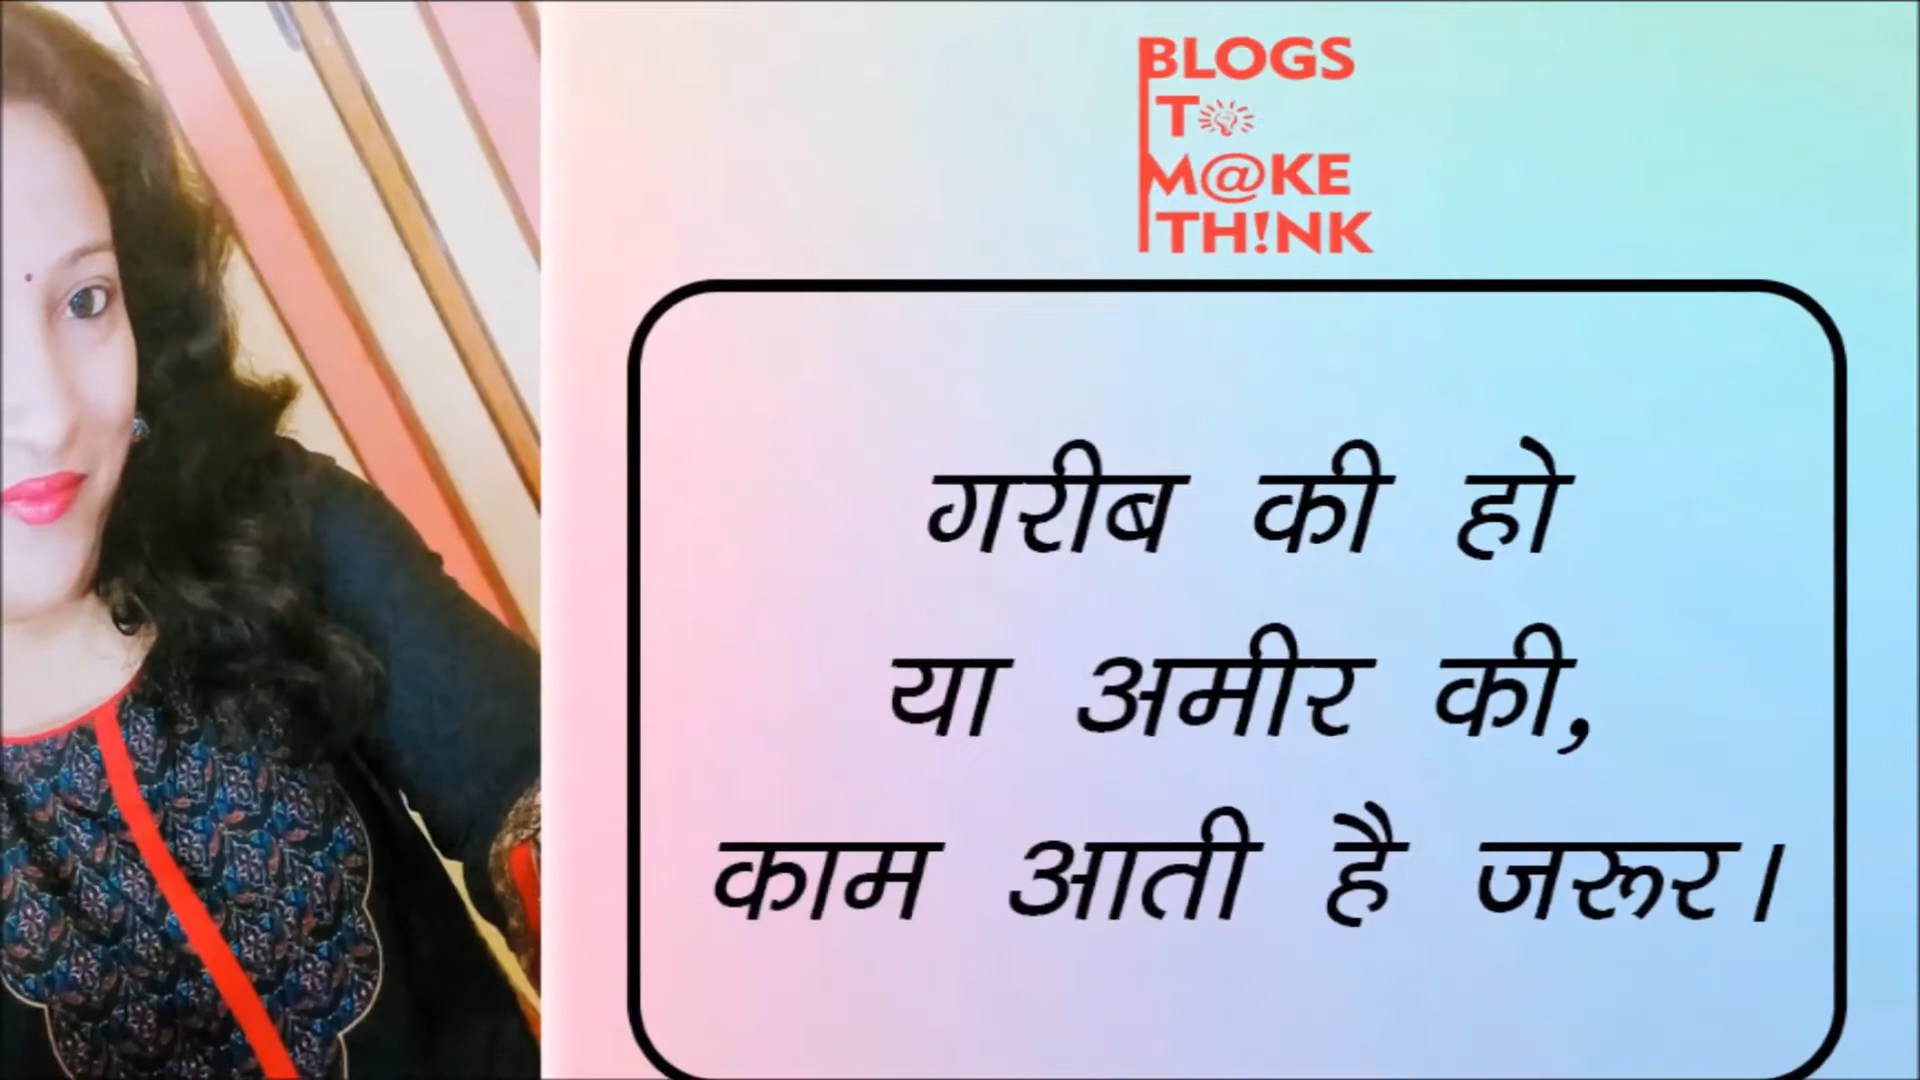 BLOGS
TO
M@KE
TH!NK
गरीब की हो
या अमीर की,
काम आती है जरूर।